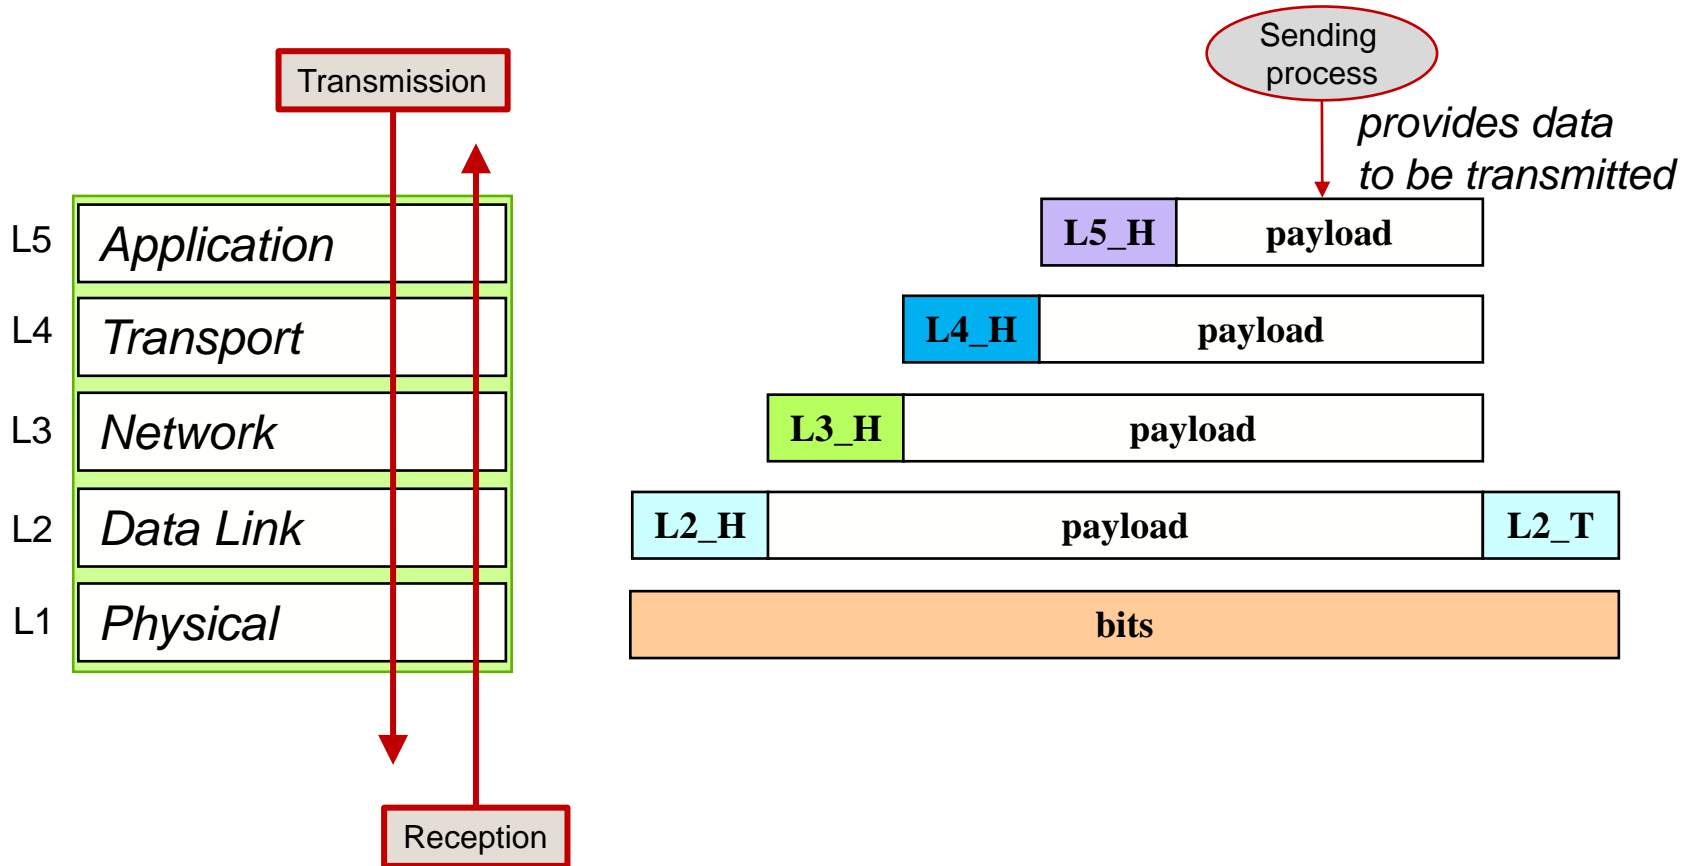 Transmission
Sending
process
provides data
to be transmitted
L5
Application
L5_H
payload
L4
Transport
L4_H
payload
L3
Network
L3_H
payload
L2
Data Link
L2_H
payload
L2_T
L1
Physical
bits
Reception